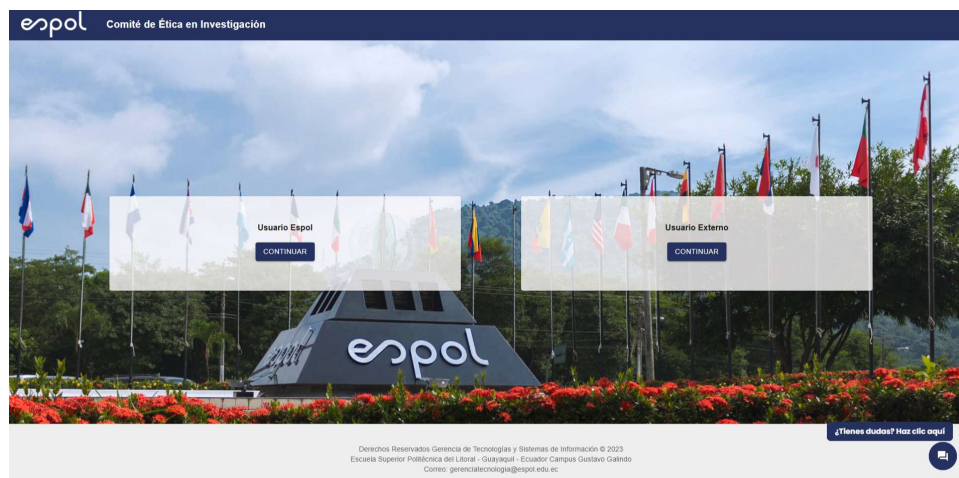 espol Comité de Ética en Investigación
Usuario Espol
CONTINUAR
Usuario Externo
CONTINUAR
espol
¿Tienes dudas? Haz clic aquí
Derechos Reservados Gerencia de Tecnologías y Sistemas de Información © 2023
Escuela Superior Politécnica del Litoral - Guayaquil - Ecuador Campus Gustavo Galindo
Correo: gerenciatecnologia@espol.edu.ec